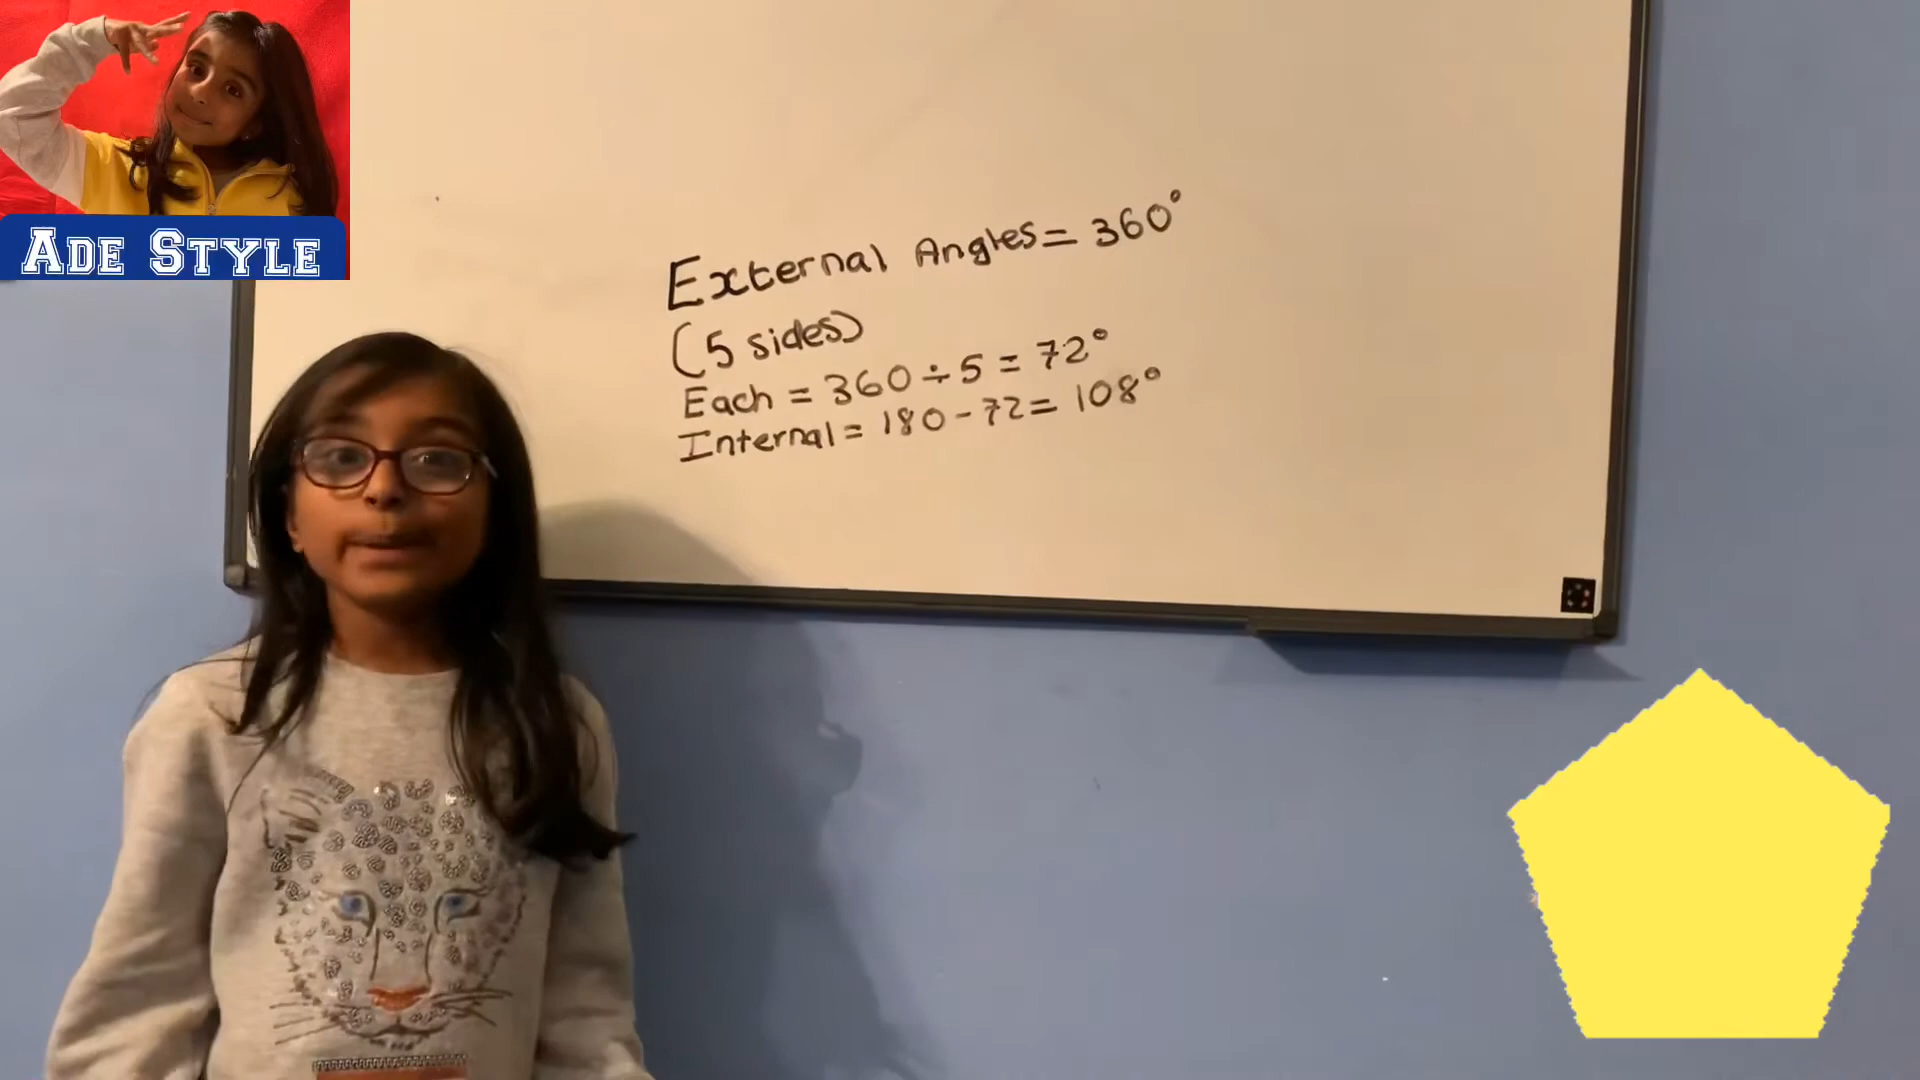 ADE STYLE
External Angles = 360°
(5 sides)
Each = 360 ÷ 5 = 72°
Internal = 180 - 72 = 108°